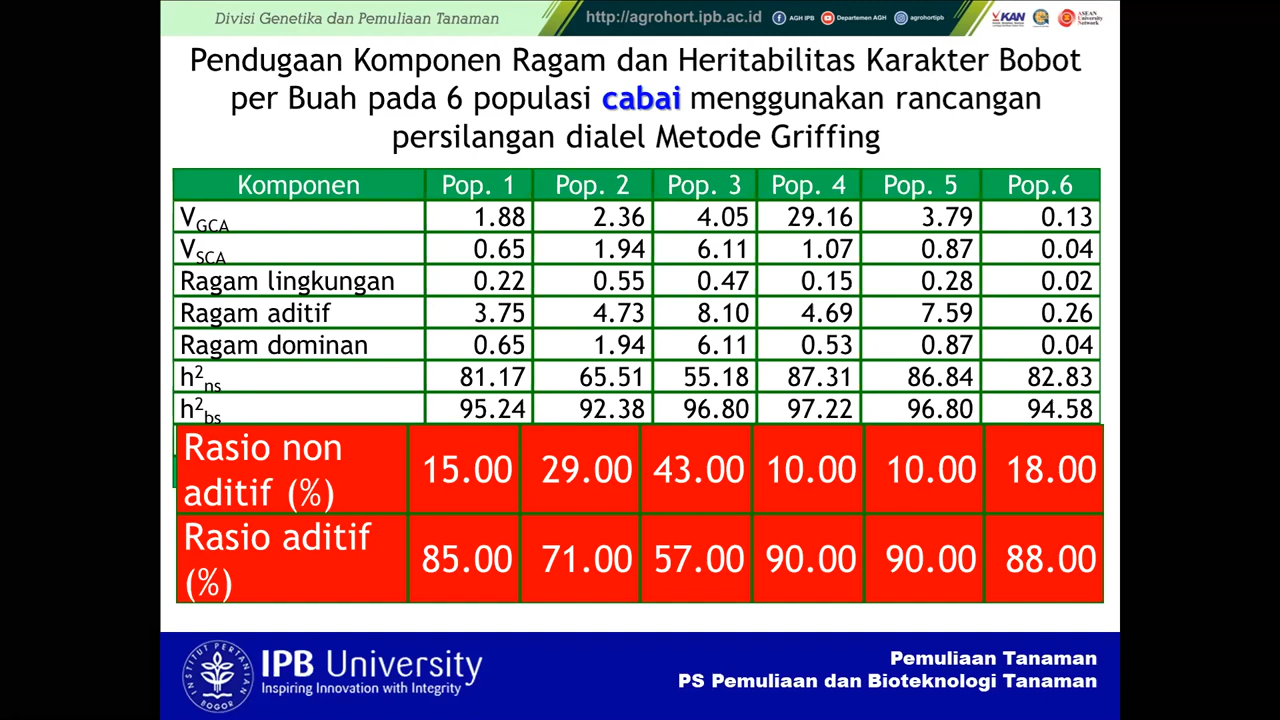 Divisi Genetika dan Pemuliaan Tanaman http://agrohort.ipb.ac.id AGH IPB Departemen AGH agrohortipb KAN ASEAN University Network
Pendugaan Komponen Ragam dan Heritabilitas Karakter Bobot
per Buah pada 6 populasi cabai menggunakan rancangan
persilangan dialel Metode Griffing
Komponen Pop. 1 Pop. 2 Pop. 3 Pop. 4 Pop. 5 Pop.6
VGCA 1.88 2.36 4.05 29.16 3.79 0.13
VSCA 0.65 1.94 6.11 1.07 0.87 0.04
Ragam lingkungan 0.22 0.55 0.47 0.15 0.28 0.02
Ragam aditif 3.75 4.73 8.10 4.69 7.59 0.26
Ragam dominan 0.65 1.94 6.11 0.53 0.87 0.04
h²ns 81.17 65.51 55.18 87.31 86.84 82.83
h²bs 95.24 92.38 96.80 97.22 96.80 94.58
Rasio non
aditif (%) 15.00 29.00 43.00 10.00 10.00 18.00
Rasio aditif
(%) 85.00 71.00 57.00 90.00 90.00 88.00
INSTITUT PERTANIAN
IPB University
Inspiring Innovation with Integrity
Pemuliaan Tanaman
PS Pemuliaan dan Bioteknologi Tanaman